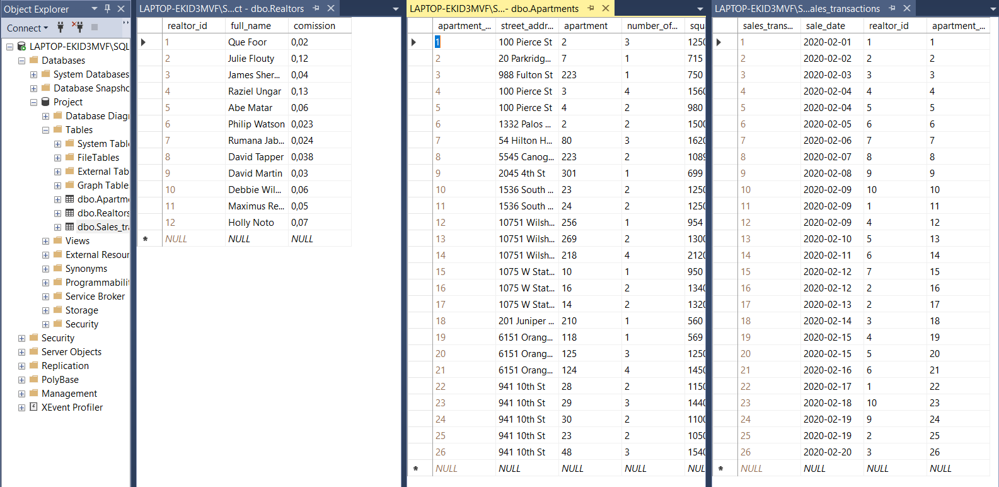 Object Explorer
Connect
LAPTOP-EKID3MVF\SQL
Databases
System Databases
Database Snapsho
Project
Database Diag
Tables
System Table
FileTables
External Tab
Graph Table
dbo.Apartme
dbo.Realtors
dbo.Sales_tra
Views
External Resour
Synonyms
Programmabilit
Service Broker
Storage
Security
Security
Server Objects
Replication
PolyBase
Management
XEvent Profiler
LAPTOP-EKID3MVF\S...ct - dbo.Realtors
realtor_id full_name comission
1 Que Foor 0,02
2 Julie Flouty 0,12
3 James Sher... 0,04
4 Raziel Ungar 0,13
5 Abe Matar 0,06
6 Philip Watson 0,023
7 Rumana Jab... 0,024
8 David Tapper 0,038
9 David Martin 0,03
10 Debbie Wil... 0,06
11 Maximus Re... 0,05
12 Holly Noto 0,07
NULL NULL NULL
LAPTOP-EKID3MVF\S...- dbo.Apartments
apartment_... street_addr... apartment number_of... squ
1 100 Pierce St 2 3 1250
2 20 Parkridg... 7 1 715
3 988 Fulton St 223 1 750
4 100 Pierce St 3 4 1560
5 100 Pierce St 4 2 980
6 1332 Palos ... 2 2 1500
7 54 Hilton H... 80 3 1620
8 5545 Canog... 223 2 1089
9 2045 4th St 301 1 699
10 1536 South ... 23 2 1250
11 1536 South ... 24 2 1250
12 10751 Wilsh... 256 1 954
13 10751 Wilsh... 269 2 1300
14 10751 Wilsh... 218 4 2120
15 1075 W Stat... 10 1 950
16 1075 W Stat... 16 2 1340
17 1075 W Stat... 14 2 1320
18 201 Juniper ... 210 1 560
19 6151 Orang... 118 1 569
20 6151 Orang... 125 3 1250
21 6151 Orang... 124 4 1450
22 941 10th St 28 2 1150
23 941 10th St 29 3 1440
24 941 10th St 30 2 1100
25 941 10th St 23 2 1050
26 941 10th St 48 3 1540
NULL NULL NULL NULL NUL
LAPTOP-EKID3MVF\S...ales_transactions
sales_trans... sale_date realtor_id apartment_...
1 2020-02-01 1 1
2 2020-02-02 2 2
3 2020-02-03 3 3
4 2020-02-04 4 4
5 2020-02-04 5 5
6 2020-02-05 6 6
7 2020-02-06 7 7
8 2020-02-07 8 8
9 2020-02-08 9 9
10 2020-02-09 10 10
11 2020-02-09 1 11
12 2020-02-09 4 12
13 2020-02-10 5 13
14 2020-02-11 6 14
15 2020-02-12 7 15
16 2020-02-12 2 16
17 2020-02-13 2 17
18 2020-02-14 3 18
19 2020-02-15 4 19
20 2020-02-15 5 20
21 2020-02-16 6 21
22 2020-02-17 1 22
23 2020-02-18 10 23
24 2020-02-19 9 24
25 2020-02-19 2 25
26 2020-02-20 3 26
NULL NULL NULL NULL